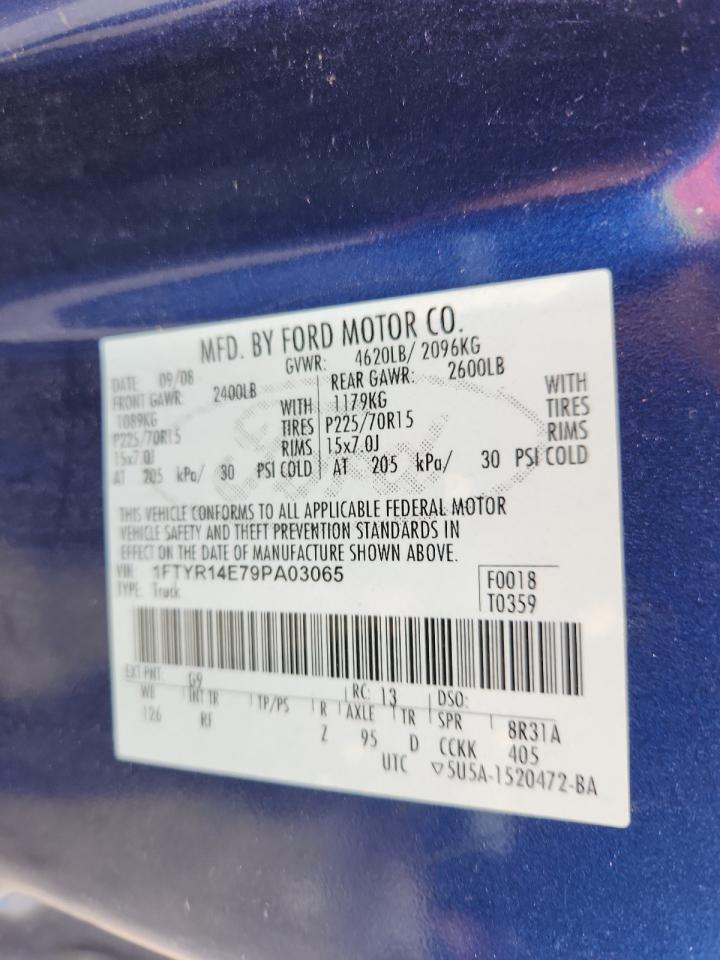 MFD. BY FORD MOTOR CO.
DATE: 09/08 GVWR: 4620LB/ 2096KG
FRONT GAWR: 2400LB REAR GAWR: 2600LB
1089KG WITH 1179KG WITH
P225/70R15 TIRES P225/70R15 TIRES
15x7.0J RIMS 15x7.0J RIMS
AT 205 kPa/ 30 PSI COLD AT 205 kPa/ 30 PSI COLD
THIS VEHICLE CONFORMS TO ALL APPLICABLE FEDERAL MOTOR
VEHICLE SAFETY AND THEFT PREVENTION STANDARDS IN
EFFECT ON THE DATE OF MANUFACTURE SHOWN ABOVE.
VIN: 1FTYR14E79PA03065 F0018
TYPE: Truck T0359
EXT PNT: G9 RC: 13 DSO:
WB INT TR TP/PS R AXLE TR SPR 8R31A
126 RF Z 95 D CCKK 405
UTC ▽5U5A-1520472-BA